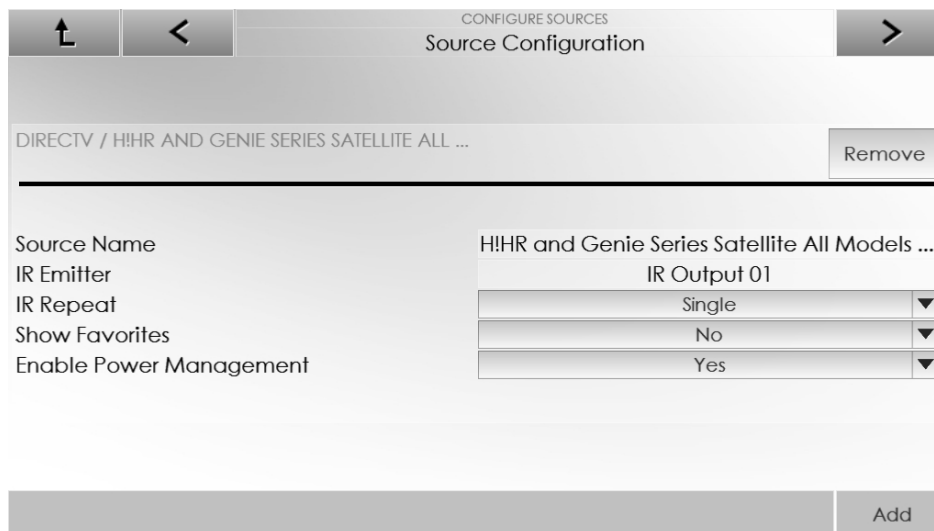 CONFIGURE SOURCES
Source Configuration
DIRECTV / H!HR AND GENIE SERIES SATELLITE ALL ...
Remove
Source Name H!HR and Genie Series Satellite All Models ...
IR Emitter IR Output 01
IR Repeat Single
Show Favorites No
Enable Power Management Yes
Add